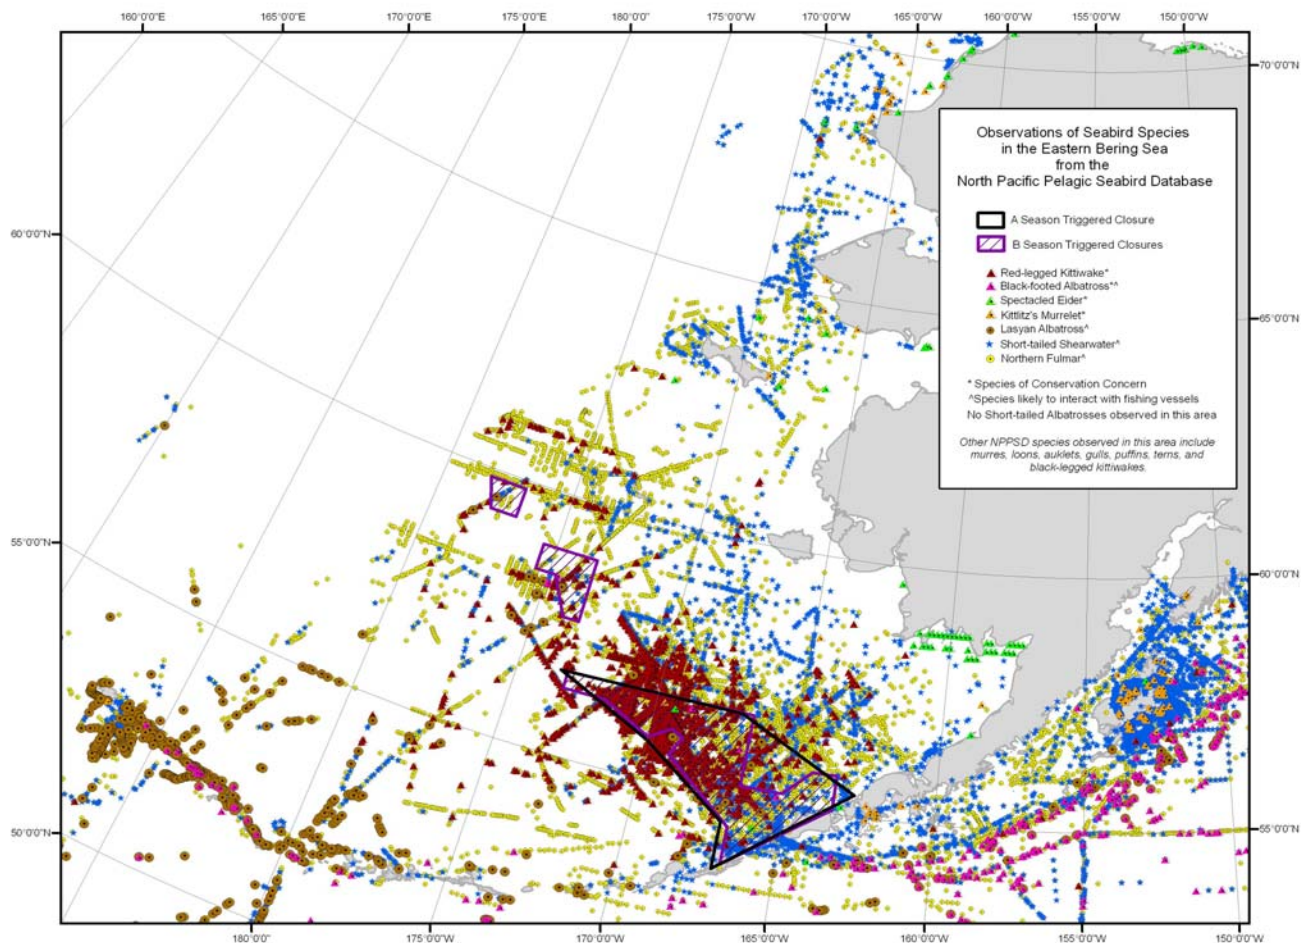 160°0'0"E 165°0'0"E 170°0'0"E 175°0'0"E 180°0'0" 175°0'0"W 170°0'0"W 165°0'0"W 160°0'0"W 155°0'0"W 150°0'0"W
70°0'0"N
Observations of Seabird Species
in the Eastern Bering Sea
from the
North Pacific Pelagic Seabird Database
A Season Triggered Closure
B Season Triggered Closures
Red-legged Kittiwake*
Black-footed Albatross*^
Spectacled Eider*
Kittlitz's Murrelet*
Lasyan Albatross^
Short-tailed Shearwater^
Northern Fulmar^
* Species of Conservation Concern
^Species likely to interact with fishing vessels
No Short-tailed Albatrosses observed in this area
Other NPPSD species observed in this area include
murres, loons, auklets, gulls, puffins, terns, and
black-legged kittiwakes.
60°0'0"N
65°0'0"N
55°0'0"N
60°0'0"N
50°0'0"N
55°0'0"N
180°0'0" 175°0'0"W 170°0'0"W 165°0'0"W 160°0'0"W 155°0'0"W 150°0'0"W